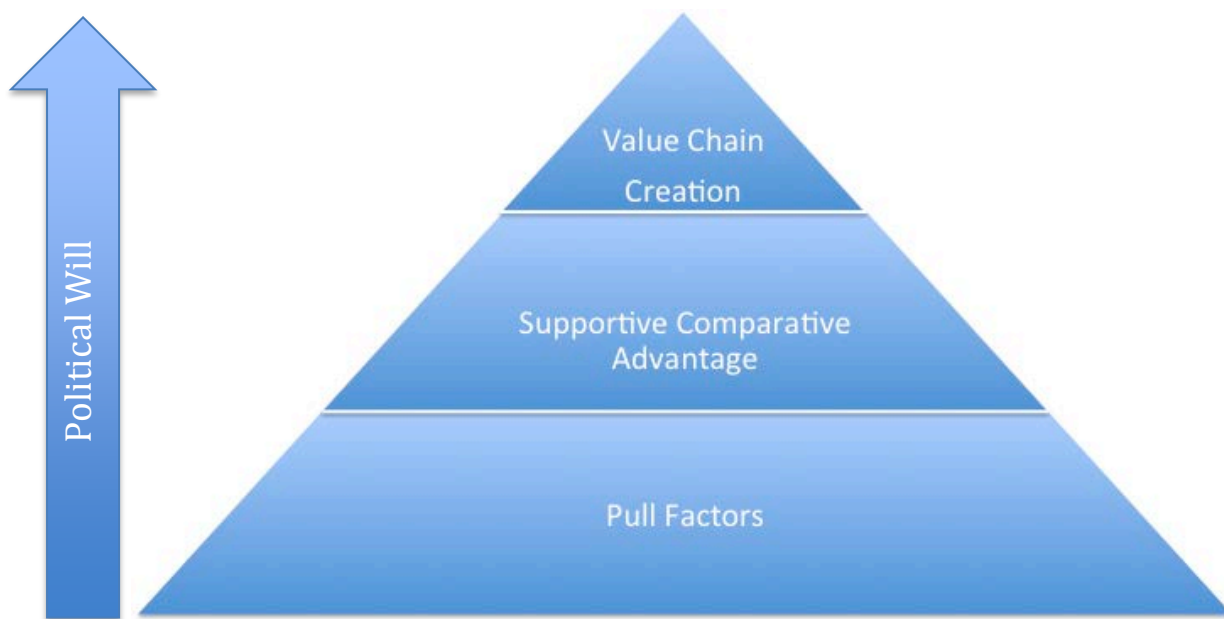 Political Will
Value Chain
Creation
Supportive Comparative
Advantage
Pull Factors